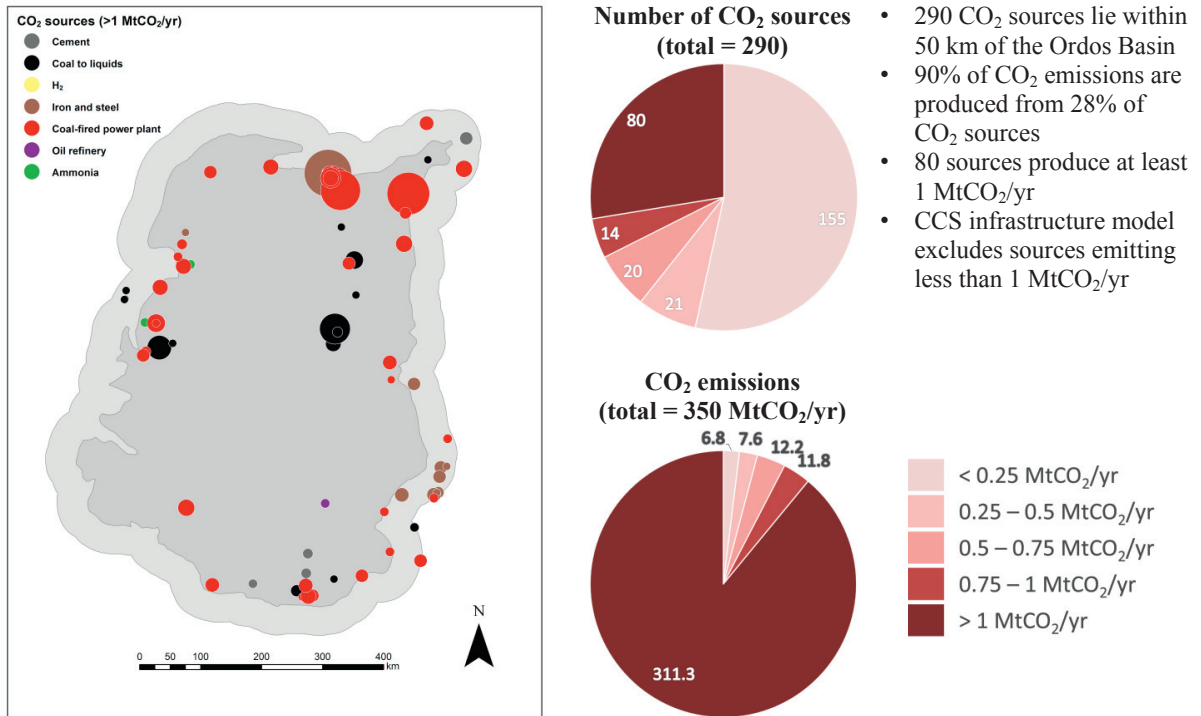 CO₂ sources (>1 MtCO₂/yr)
Cement
Coal to liquids
H₂
Iron and steel
Coal-fired power plant
Oil refinery
Ammonia
N
0 50 100 200 300 400
km
Number of CO₂ sources
(total = 290)
80
155
14
20
21
• 290 CO₂ sources lie within
50 km of the Ordos Basin
• 90% of CO₂ emissions are
produced from 28% of
CO₂ sources
• 80 sources produce at least
1 MtCO₂/yr
• CCS infrastructure model
excludes sources emitting
less than 1 MtCO₂/yr
CO₂ emissions
(total = 350 MtCO₂/yr)
6.8
7.6
12.2
11.8
311.3
< 0.25 MtCO₂/yr
0.25 – 0.5 MtCO₂/yr
0.5 – 0.75 MtCO₂/yr
0.75 – 1 MtCO₂/yr
> 1 MtCO₂/yr